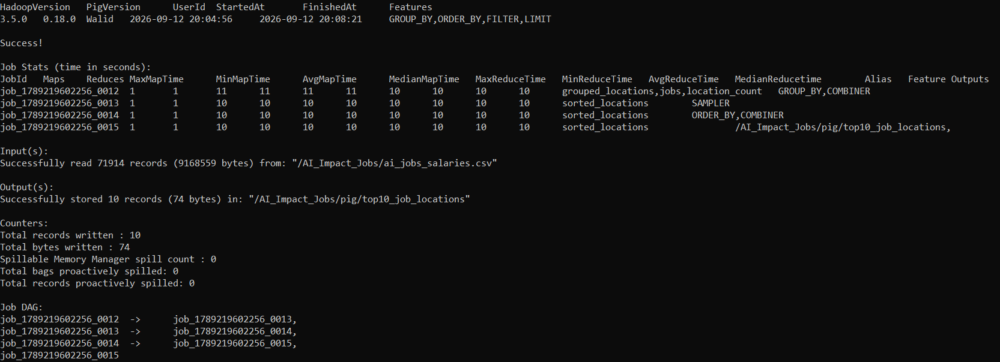 HadoopVersion PigVersion UserId StartedAt FinishedAt Features
3.5.0 0.18.0 Walid 2026-09-12 20:04:56 2026-09-12 20:08:21 GROUP_BY,ORDER_BY,FILTER,LIMIT
Success!
Job Stats (time in seconds):
JobId Maps Reduces MaxMapTime MinMapTime AvgMapTime MedianMapTime MaxReduceTime MinReduceTime AvgReduceTime MedianReducetime Alias Feature Outputs
job_1789219602256_0012 1 1 11 11 11 11 10 10 10 10 grouped_locations,jobs,location_count GROUP_BY,COMBINER
job_1789219602256_0013 1 1 10 10 10 10 10 10 10 10 sorted_locations SAMPLER
job_1789219602256_0014 1 1 10 10 10 10 10 10 10 10 sorted_locations ORDER_BY,COMBINER
job_1789219602256_0015 1 1 10 10 10 10 10 10 10 10 sorted_locations /AI_Impact_Jobs/pig/top10_job_locations,
Input(s):
Successfully read 71914 records (9168559 bytes) from: "/AI_Impact_Jobs/ai_jobs_salaries.csv"
Output(s):
Successfully stored 10 records (74 bytes) in: "/AI_Impact_Jobs/pig/top10_job_locations"
Counters:
Total records written : 10
Total bytes written : 74
Spillable Memory Manager spill count : 0
Total bags proactively spilled: 0
Total records proactively spilled: 0
Job DAG:
job_1789219602256_0012 -> job_1789219602256_0013,
job_1789219602256_0013 -> job_1789219602256_0014,
job_1789219602256_0014 -> job_1789219602256_0015,
job_1789219602256_0015